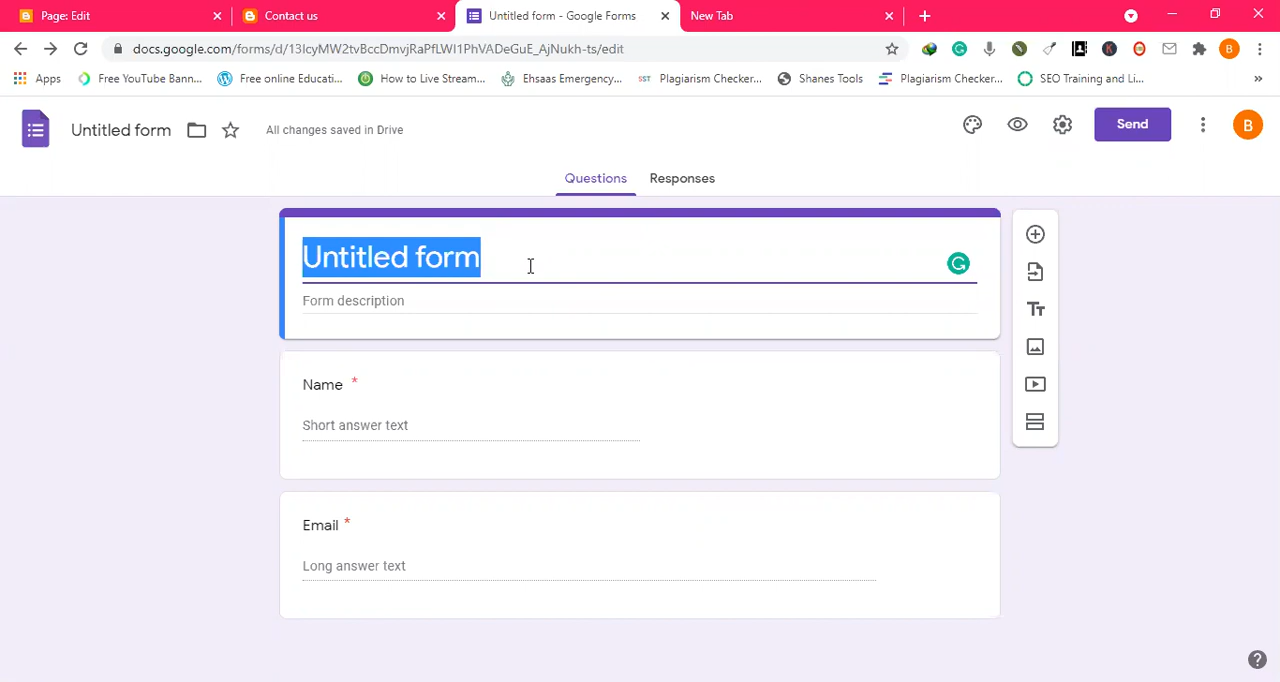 Page: Edit
Contact us
Untitled form - Google Forms
New Tab
docs.google.com/forms/d/13IcyMW2tvBccDmvjRaPfLWI1PhVADeGuE_AjNukh-ts/edit
B
Apps
Free YouTube Bann...
Free online Educati...
How to Live Stream...
Ehsaas Emergency...
SST
Plagiarism Checker...
Shanes Tools
Plagiarism Checker...
SEO Training and Li...
»
Untitled form
All changes saved in Drive
Send
B
Questions
Responses
Untitled form
Form description
Name *
Short answer text
Email *
Long answer text